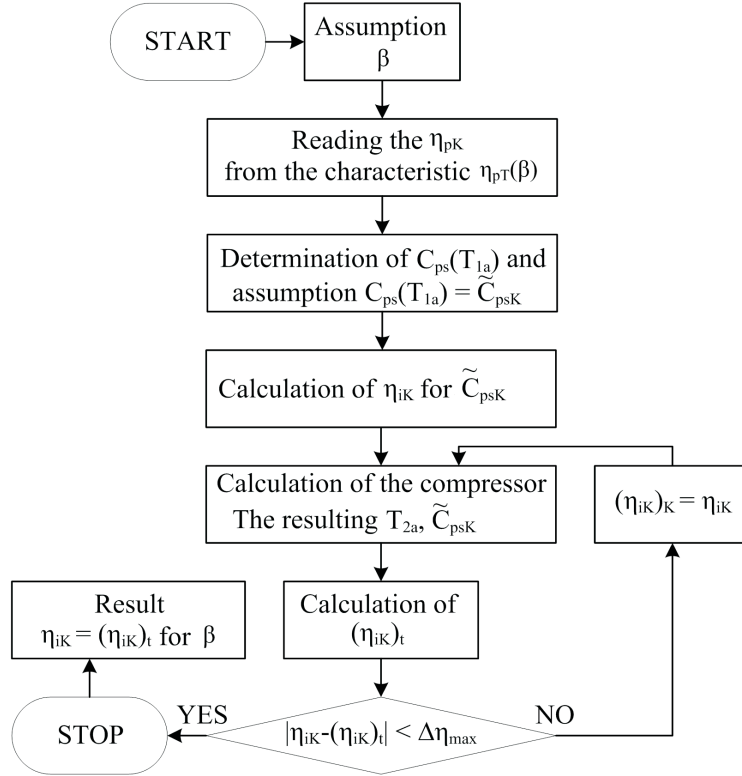 START
Assumption
β
Reading the η_pK
from the characteristic η_pT(β)
Determination of C_ps(T_1a) and
assumption C_ps(T_1a) = C̃_psK
Calculation of η_iK for C̃_psK
Calculation of the compressor
The resulting T_2a, C̃_psK
(η_iK)_K = η_iK
Calculation of
(η_iK)_t
Result
η_iK = (η_iK)_t for β
|η_iK-(η_iK)_t| < Δη_max
YES
NO
STOP